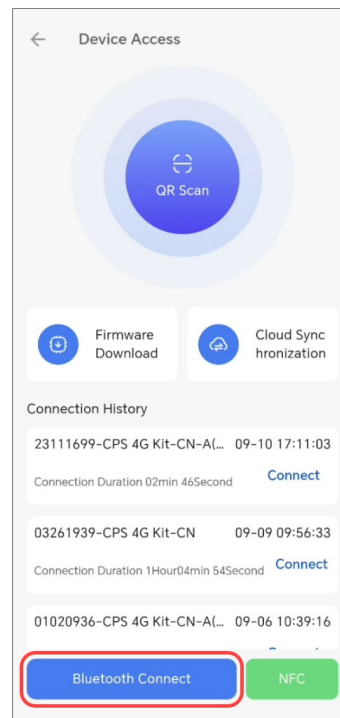 Device Access
QR Scan
Firmware
Download
Cloud Sync
hronization
Connection History
23111699-CPS 4G Kit-CN-A(... 09-10 17:11:03
Connection Duration 02min 46Second Connect
03261939-CPS 4G Kit-CN 09-09 09:56:33
Connection Duration 1Hour04min 54Second Connect
01020936-CPS 4G Kit-CN-A(... 09-06 10:39:16
Bluetooth Connect NFC